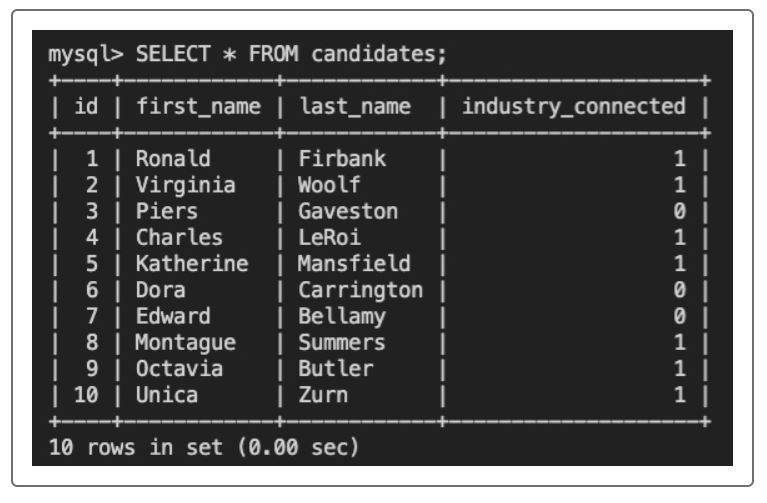 mysql> SELECT * FROM candidates;
+----+------------+------------+--------------------+
| id | first_name | last_name  | industry_connected |
+----+------------+------------+--------------------+
|  1 | Ronald     | Firbank    |                  1 |
|  2 | Virginia   | Woolf      |                  1 |
|  3 | Piers      | Gaveston   |                  0 |
|  4 | Charles    | LeRoi      |                  1 |
|  5 | Katherine  | Mansfield  |                  1 |
|  6 | Dora       | Carrington |                  0 |
|  7 | Edward     | Bellamy    |                  0 |
|  8 | Montague   | Summers    |                  1 |
|  9 | Octavia    | Butler     |                  1 |
| 10 | Unica      | Zurn       |                  1 |
+----+------------+------------+--------------------+
10 rows in set (0.00 sec)